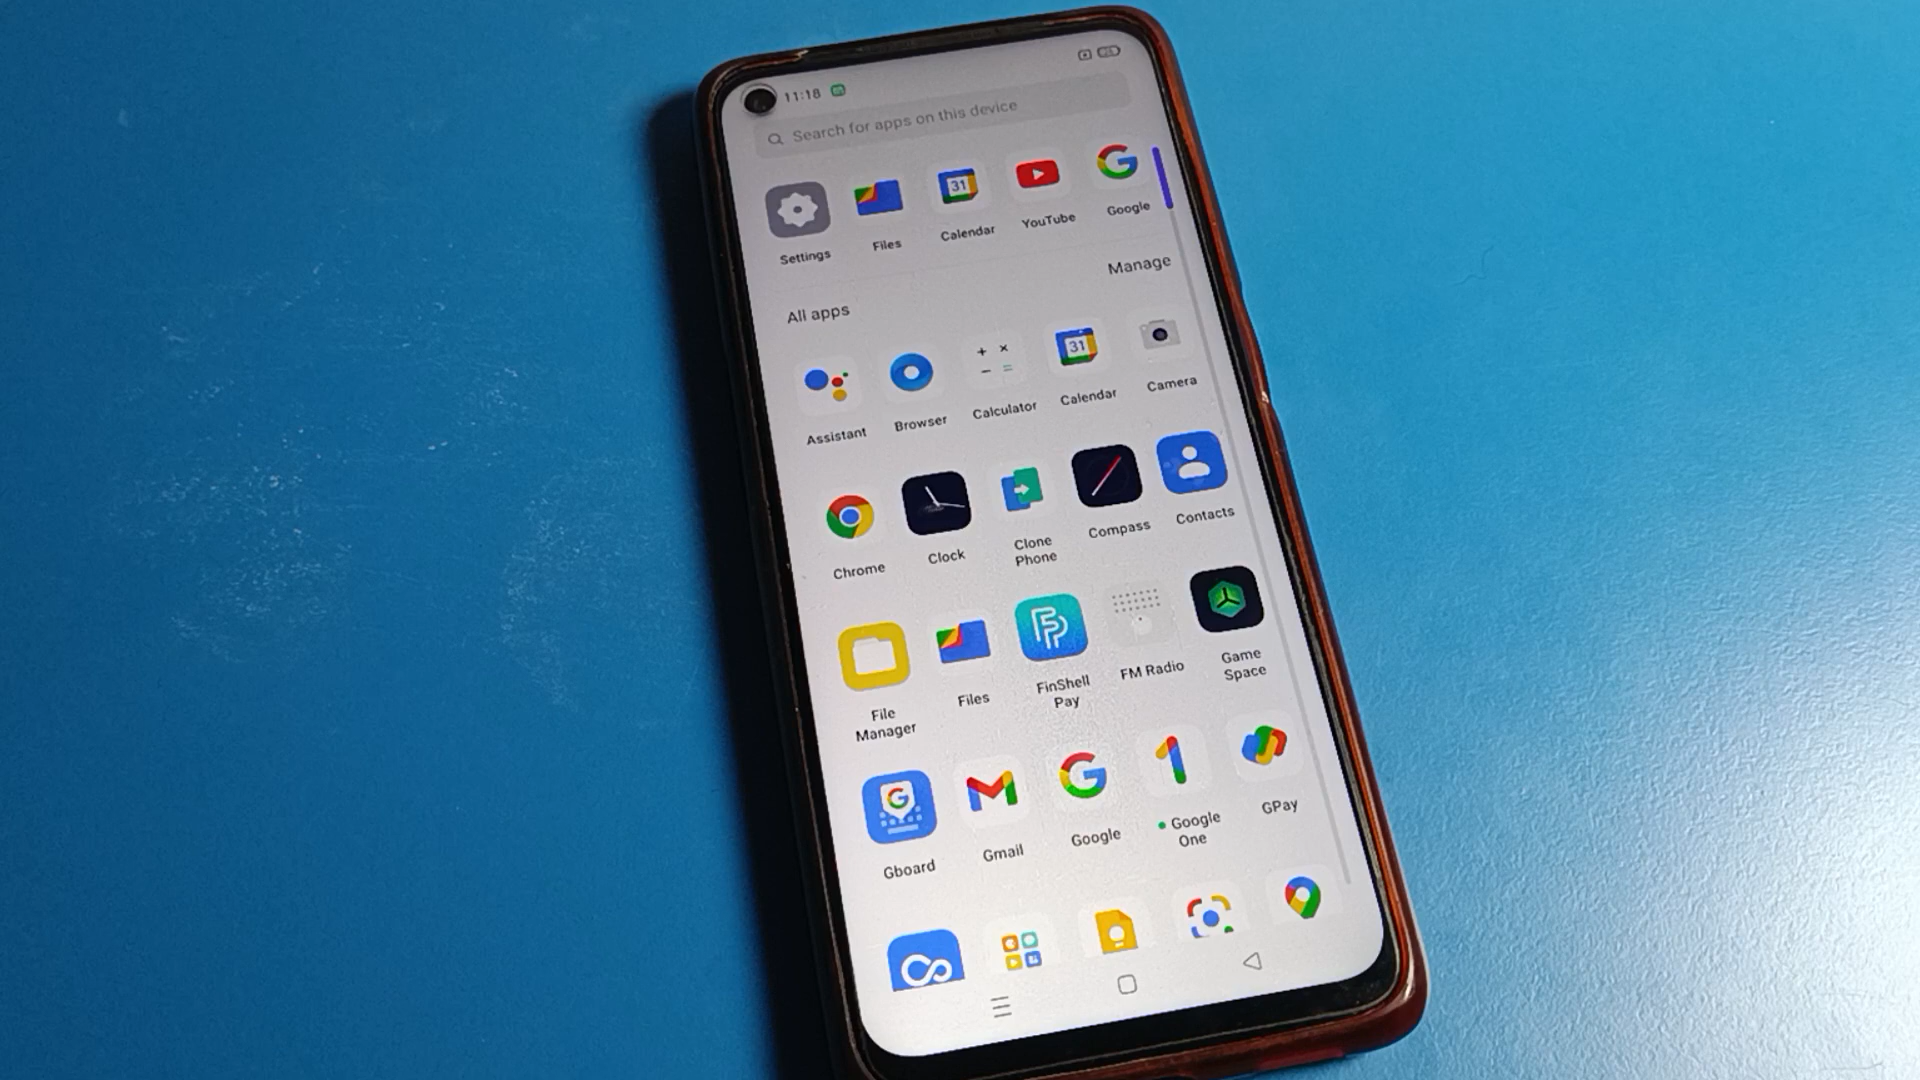 11:18
Search for apps on this device
31
Settings
Files
Calendar
YouTube
Google
Manage
All apps
31
Assistant
Browser
Calculator
Calendar
Camera
Chrome
Clock
Clone
Phone
Compass
Contacts
File
Manager
Files
FinShell
Pay
FM Radio
Game
Space
Gboard
Gmail
Google
Google
One
GPay